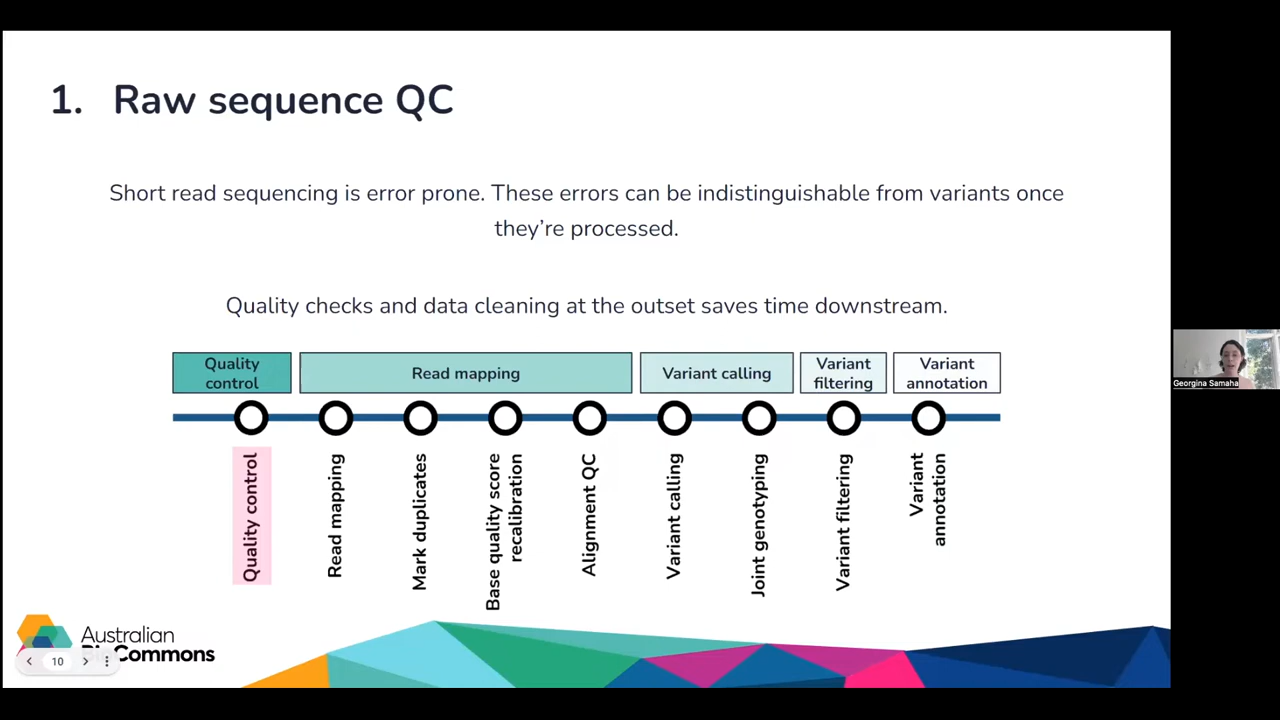 1. Raw sequence QC
Short read sequencing is error prone. These errors can be indistinguishable from variants once
they're processed.
Quality checks and data cleaning at the outset saves time downstream.
Quality
control
Read mapping
Variant calling
Variant
filtering
Variant
annotation
Quality control
Read mapping
Mark duplicates
Base quality score
recalibration
Alignment QC
Variant calling
Joint genotyping
Variant filtering
Variant
annotation
Georgina Samaha
Australian
Commons
10